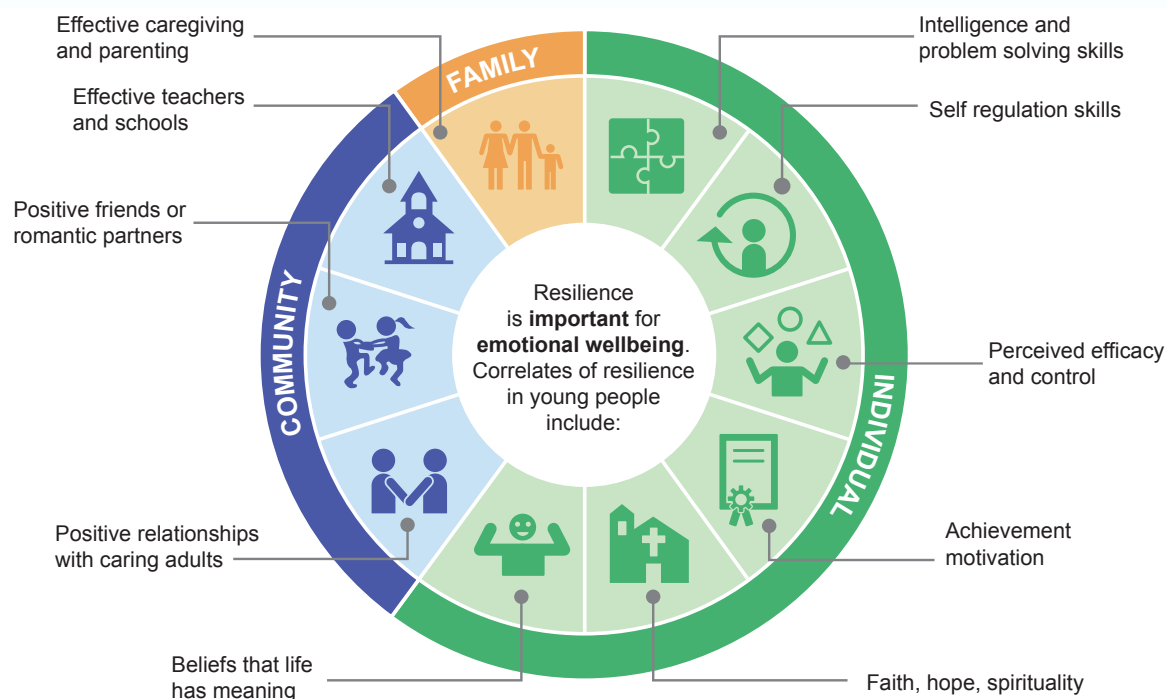 Effective caregiving
and parenting
Effective teachers
and schools
Positive friends or
romantic partners
Positive relationships
with caring adults
Beliefs that life
has meaning
FAMILY
COMMUNITY
INDIVIDUAL
Resilience
is important for
emotional wellbeing.
Correlates of resilience
in young people
include:
Intelligence and
problem solving skills
Self regulation skills
Perceived efficacy
and control
Achievement
motivation
Faith, hope, spirituality